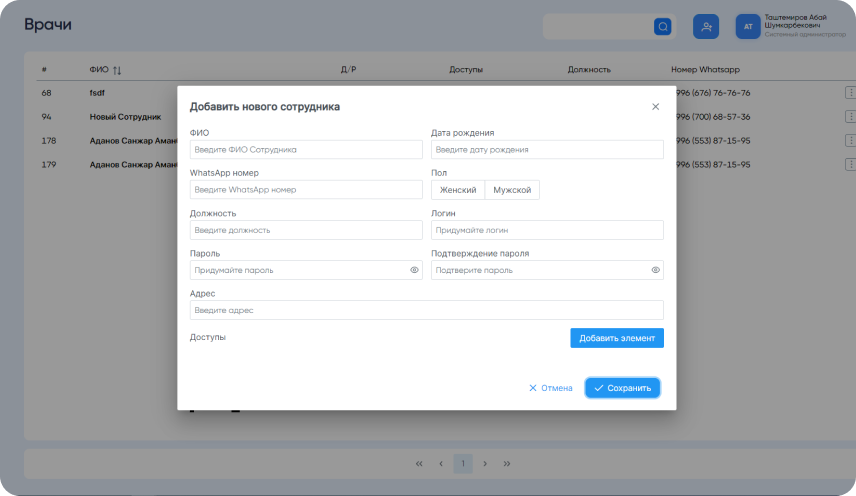 Врачи
AT
Таштемиров Абай
Шумкарбекович
Системный администратор
# ФИО Д/Р Доступы Должность Номер Whatsapp
68 fsdf 996 (676) 76-76-76
94 Новый Сотрудник 996 (700) 68-57-36
178 Аданов Санжар Аман 996 (553) 87-15-95
179 Аданов Санжар Аман 996 (553) 87-15-95
Добавить нового сотрудника
ФИО Дата рождения
Введите ФИО Сотрудника Введите дату рождения
WhatsApp номер Пол
Введите WhatsApp номер Женский Мужской
Должность Логин
Введите должность Придумайте логин
Пароль Подтверждение пароля
Придумайте пароль Подтверите пароль
Адрес
Введите адрес
Доступы Добавить элемент
Отмена Сохранить
« ‹ 1 › »